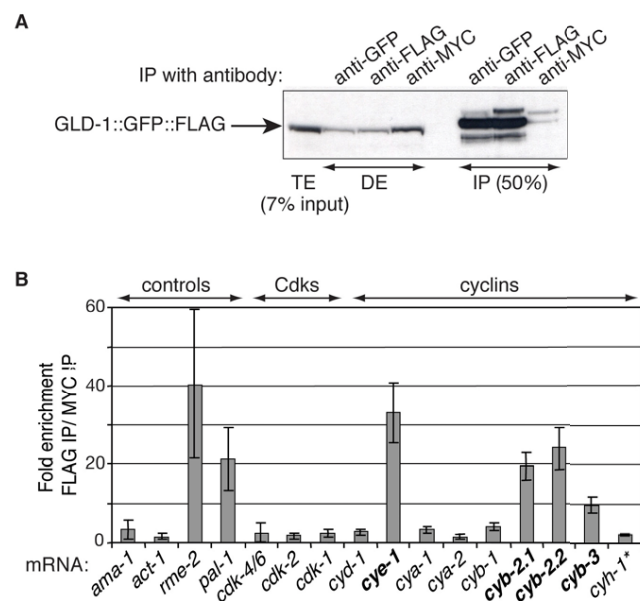 A
IP with antibody:
anti-GFP
anti-FLAG
anti-MYC
anti-GFP
anti-FLAG
anti-MYC
GLD-1::GFP::FLAG
TE
(7% input)
DE
IP (50%)
B
controls
Cdks
cyclins
Fold enrichment
FLAG IP/ MYC IP
60
40
20
0
mRNA:
ama-1
act-1
rme-2
pal-1
cdk-4/6
cdk-2
cdk-1
cyd-1
cye-1
cya-1
cya-2
cyb-1
cyb-2.1
cyb-2.2
cyb-3
cyh-1*